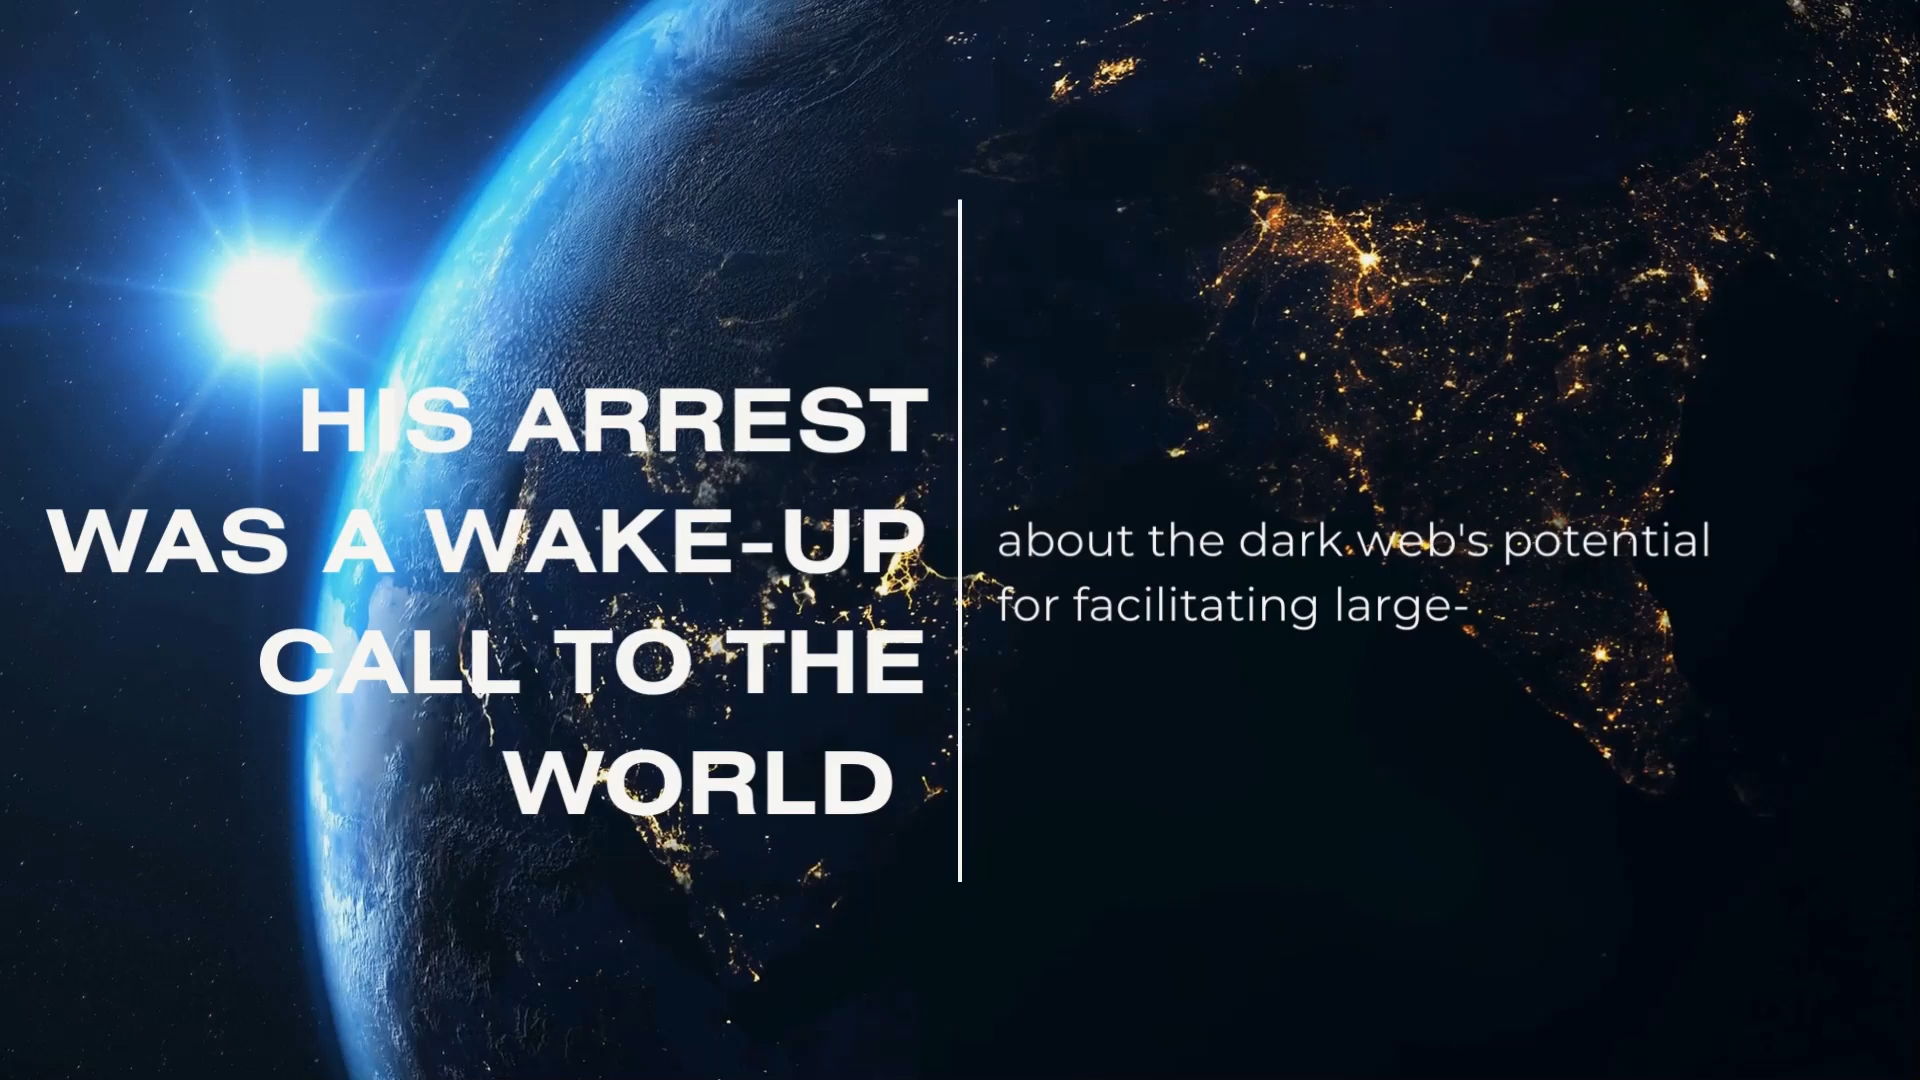 HIS ARREST
WAS A WAKE-UP
CALL TO THE
WORLD
about the dark web's potential
for facilitating large-